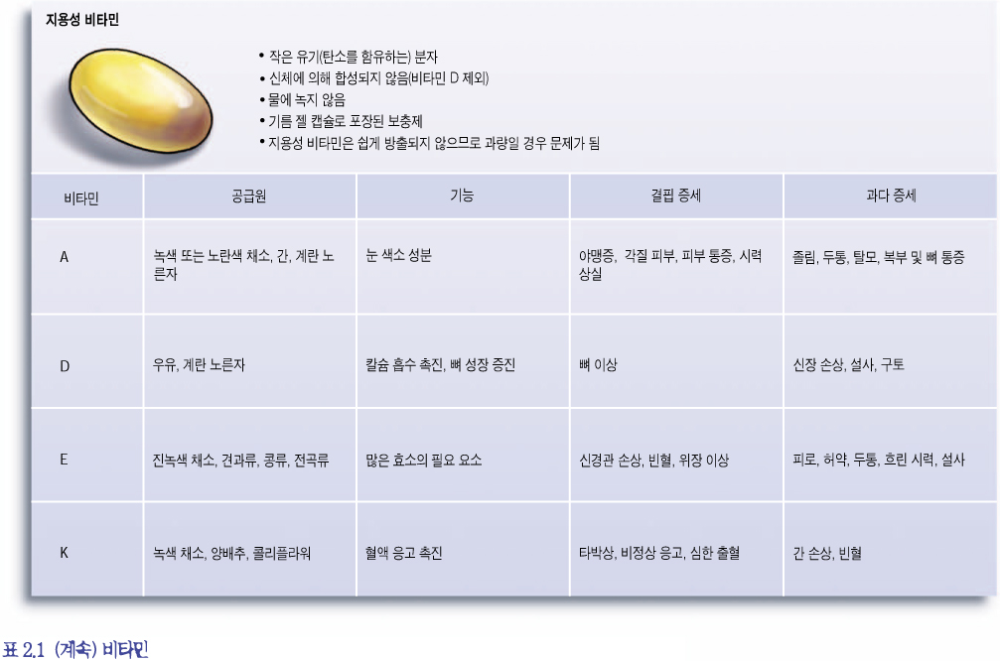 지용성 비타민
• 작은 유기(탄소를 함유하는) 분자
• 신체에 의해 합성되지 않음(비타민 D 제외)
• 물에 녹지 않음
• 기름 젤 캡슐로 포장된 보충제
• 지용성 비타민은 쉽게 방출되지 않으므로 과량일 경우 문제가 됨
비타민 공급원 기능 결핍 증세 과다 증세
A 녹색 또는 노란색 채소, 간, 계란 노 눈 색소 성분 야맹증, 각질 피부, 피부 통증, 시력 졸림, 두통, 탈모, 복부 및 뼈 통증
른자 상실
D 우유, 계란 노른자 칼슘 흡수 촉진, 뼈 성장 증진 뼈 이상 신장 손상, 설사, 구토
E 진녹색 채소, 견과류, 콩류, 전곡류 많은 효소의 필요 요소 신경관 손상, 빈혈, 위장 이상 피로, 허약, 두통, 흐린 시력, 설사
K 녹색 채소, 양배추, 콜리플라워 혈액 응고 촉진 타박상, 비정상 응고, 심한 출혈 간 손상, 빈혈
표 2.1 (계속) 비타민